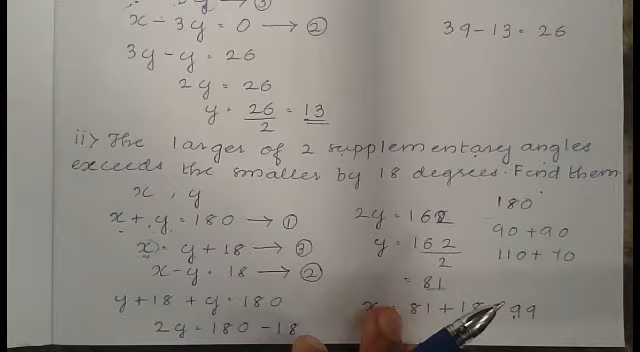 y → ③
x - 3y = 0 → ②
3y - y = 26
2y = 26
y = 26/2 = 13
39 - 13 = 26
ii> The larger of 2 supplementary angles
exceeds the smaller by 18 degrees. Find them
x, y
x + y = 180 → ①
x = y + 18 → ③
x - y = 18 → ②
y + 18 + y = 180
2y = 180 - 18
2y = 162
y = 162/2
= 81
x = 81 + 18 99
180
90 + 90
110 + 70